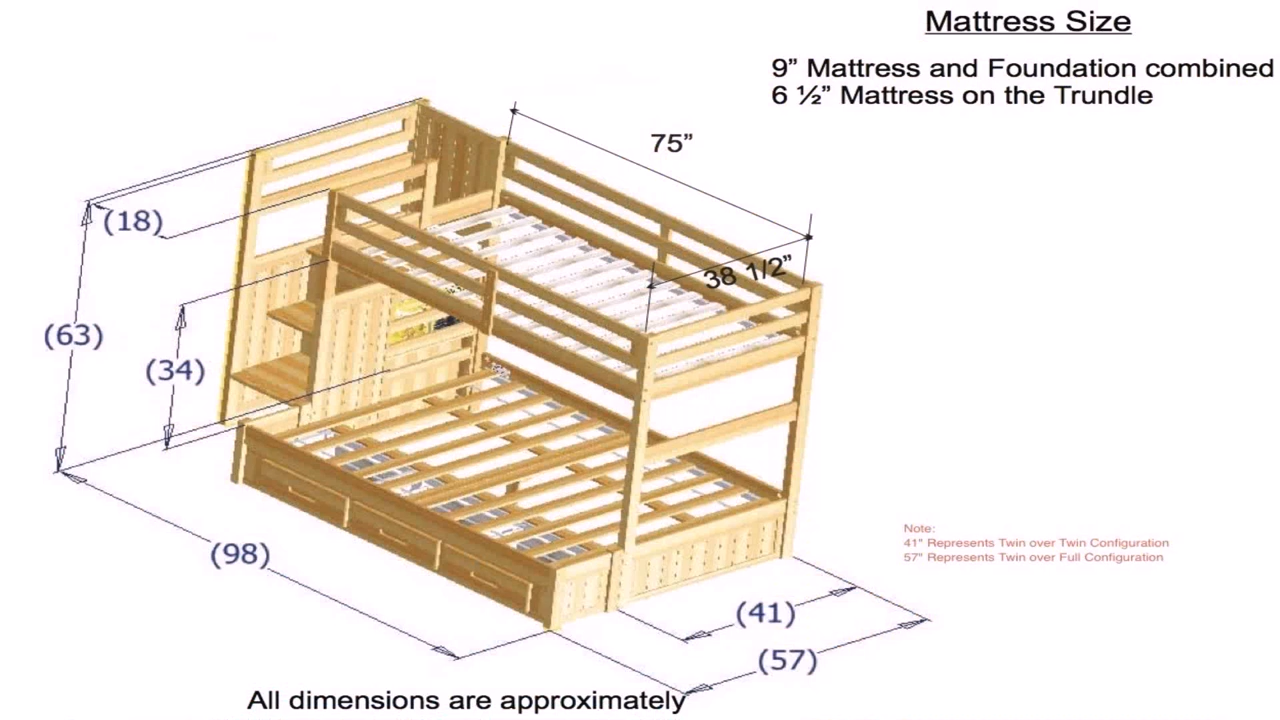 Mattress Size
9” Mattress and Foundation combined
6 ½” Mattress on the Trundle
75”
(18)
38 1/2”
(63)
(34)
Note:
41" Represents Twin over Twin Configuration
57" Represents Twin over Full Configuration
(98)
(41)
(57)
All dimensions are approximately